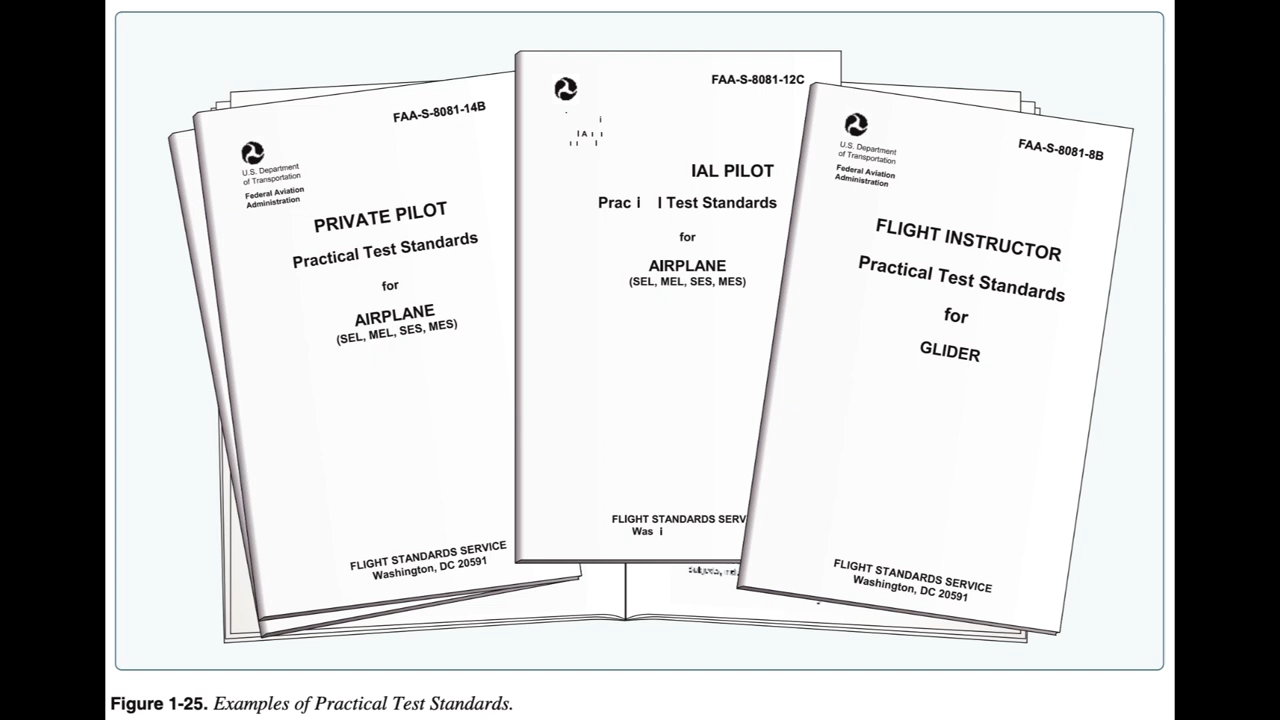 FAA-S-8081-14B
U.S. Department
of Transportation
Federal Aviation
Administration
PRIVATE PILOT
Practical Test Standards
for
AIRPLANE
(SEL, MEL, SES, MES)
FLIGHT STANDARDS SERVICE
Washington, DC 20591
FAA-S-8081-12C
IAL PILOT
Prac i l Test Standards
for
AIRPLANE
(SEL, MEL, SES, MES)
FLIGHT STANDARDS SERV
Was i
FAA-S-8081-8B
U.S. Department
of Transportation
Federal Aviation
Administration
FLIGHT INSTRUCTOR
Practical Test Standards
for
GLIDER
FLIGHT STANDARDS SERVICE
Washington, DC 20591
Figure 1-25. Examples of Practical Test Standards.